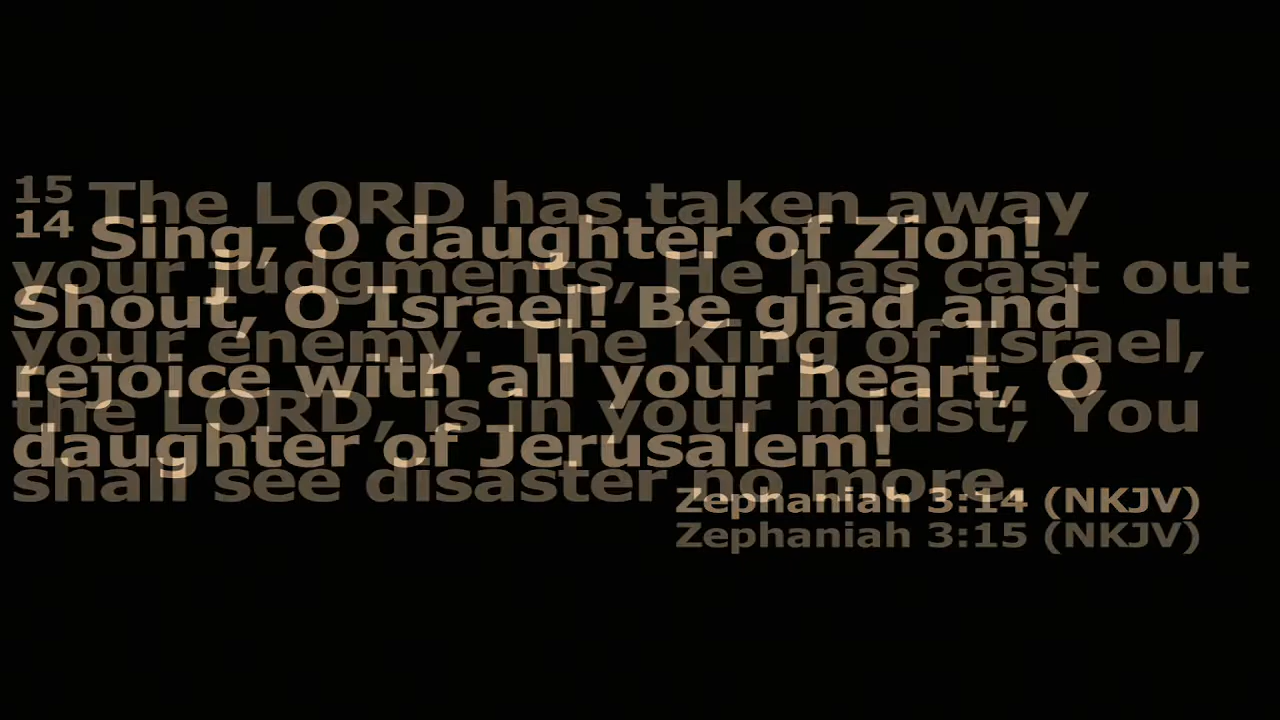 14 Sing, O daughter of Zion!
Shout, O Israel! Be glad and
rejoice with all your heart, O
daughter of Jerusalem!
Zephaniah 3:14 (NKJV)
15 The LORD has taken away
your judgments, He has cast out
your enemy. The King of Israel,
the LORD, is in your midst; You
shall see disaster no more.
Zephaniah 3:15 (NKJV)